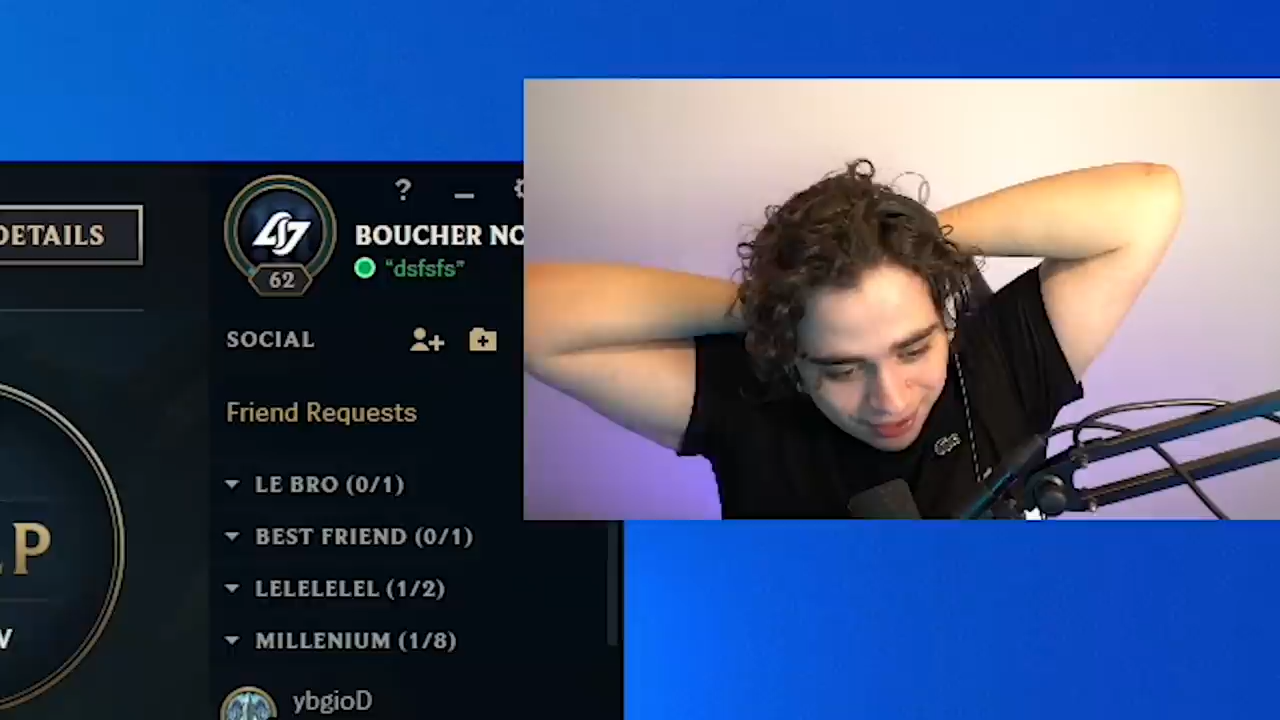 DETAILS
62
BOUCHER NO
"dsfsfs"
SOCIAL
Friend Requests
LE BRO (0/1)
BEST FRIEND (0/1)
LELELELEL (1/2)
MILLENIUM (1/8)
P
ybgioD